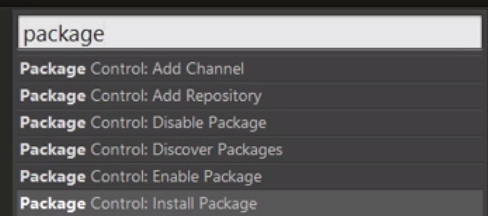 package
Package Control: Add Channel
Package Control: Add Repository
Package Control: Disable Package
Package Control: Discover Packages
Package Control: Enable Package
Package Control: Install Package